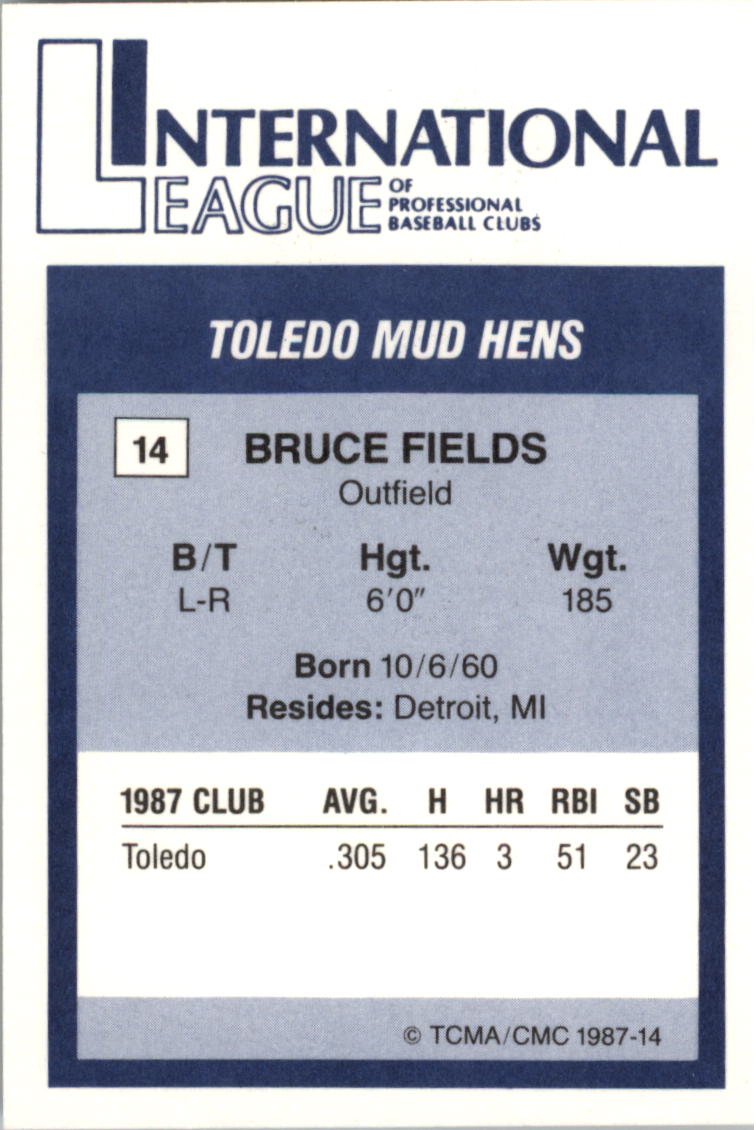 INTERNATIONAL
LEAGUE OF PROFESSIONAL BASEBALL CLUBS
TOLEDO MUD HENS
14 BRUCE FIELDS
Outfield
B/T Hgt. Wgt.
L-R 6'0" 185
Born 10/6/60
Resides: Detroit, MI
1987 CLUB AVG. H HR RBI SB
Toledo .305 136 3 51 23
© TCMA/CMC 1987-14